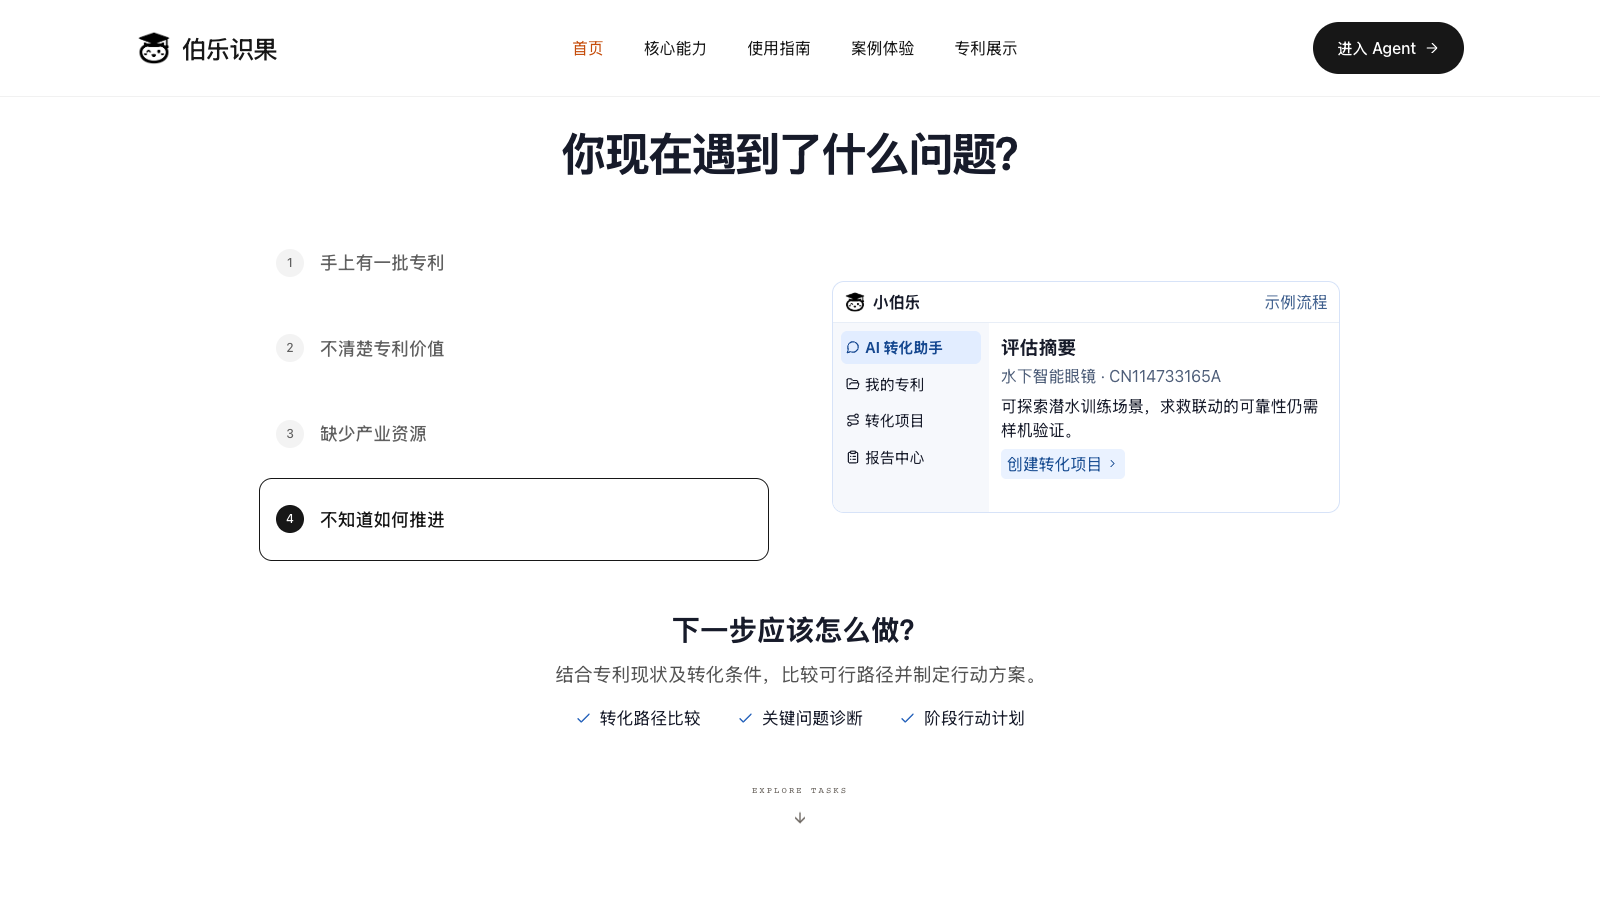 伯乐识果
首页
核心能力
使用指南
案例体验
专利展示
进入 Agent
你现在遇到了什么问题?
1
手上有一批专利
2
不清楚专利价值
3
缺少产业资源
4
不知道如何推进
小伯乐
示例流程
AI 转化助手
我的专利
转化项目
报告中心
评估摘要
水下智能眼镜 · CN114733165A
可探索潜水训练场景，求救联动的可靠性仍需
样机验证。
创建转化项目
下一步应该怎么做?
结合专利现状及转化条件，比较可行路径并制定行动方案。
转化路径比较
关键问题诊断
阶段行动计划
EXPLORE TASKS